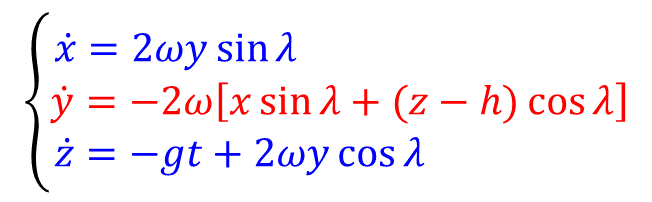 ẋ = 2ωy sin λ
ẏ = −2ω[x sin λ + (z − h) cos λ]
ż = −gt + 2ωy cos λ